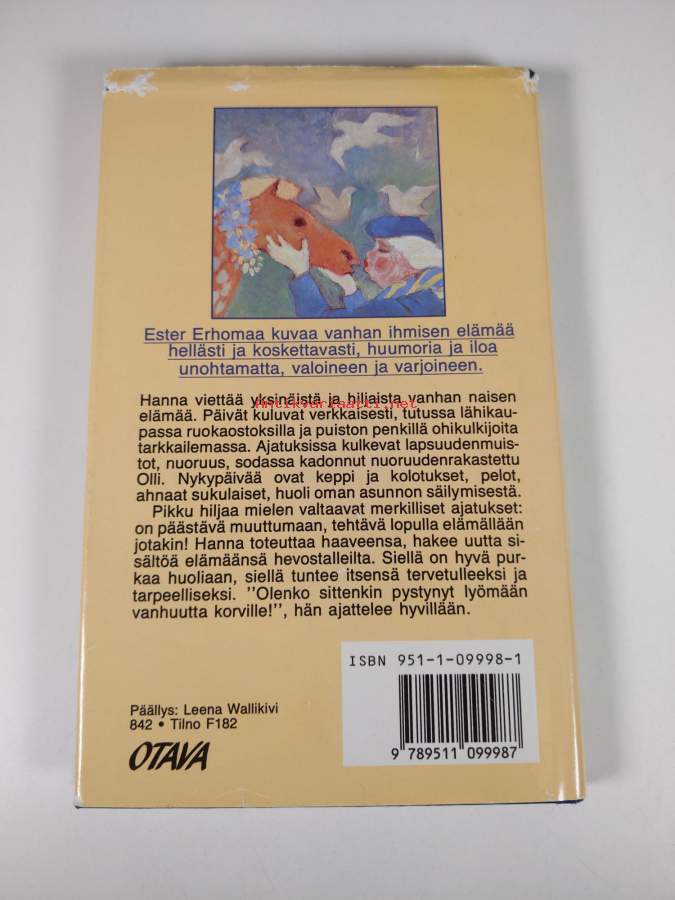 Ester Erhomaa kuvaa vanhan ihmisen elämää
hellästi ja koskettavasti, huumoria ja iloa
unohtamatta, valoineen ja varjoineen.
Hanna viettää yksinäistä ja hiljaista vanhan naisen
antikvariaatti.net
elämää. Päivät kuluvat verkkaisesti, tutussa lähikau-
passa ruokaostoksilla ja puiston penkillä ohikulkijoita
tarkkailemassa. Ajatuksissa kulkevat lapsuudenmuis-
tot, nuoruus, sodassa kadonnut nuoruudenrakastettu
Olli. Nykypäivää ovat keppi ja kolotukset, pelot,
ahnaat sukulaiset, huoli oman asunnon säilymisestä.
Pikku hiljaa mielen valtaavat merkilliset ajatukset:
on päästävä muuttumaan, tehtävä lopulla elämällään
jotakin! Hanna toteuttaa haaveensa, hakee uutta si-
sältöä elämäänsä hevostalleilta. Siellä on hyvä pur-
kaa huoliaan, siellä tuntee itsensä tervetulleeksi ja
tarpeelliseksi. ''Olenko sittenkin pystynyt lyömään
vanhuutta korville!'', hän ajattelee hyvillään.
ISBN 951-1-09998-1
Päällys: Leena Wallikivi
842 • Tilno F182
OTAVA
9 789511 099987